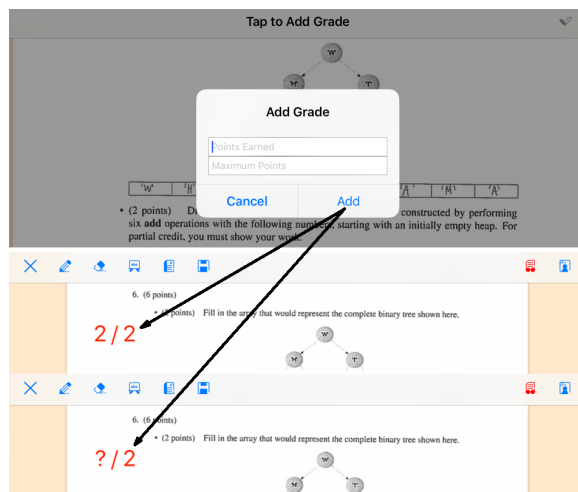 Tap to Add Grade
'W'
'H' 'T'
Add Grade
Points Earned
Maximum Points
Cancel Add
'W' 'H' 'A' 'M' 'A'
• (2 points) constructed by performing
six add operations with the following numbers, starting with an initially empty heap. For
partial credit, you must show your work.
abc
6. (6 points)
• (2 points) Fill in the array that would represent the complete binary tree shown here.
2/2
'W'
'H' 'T'
abc
6. (6 points)
• (2 points) Fill in the array that would represent the complete binary tree shown here.
?/2
'W'
'H' 'T'